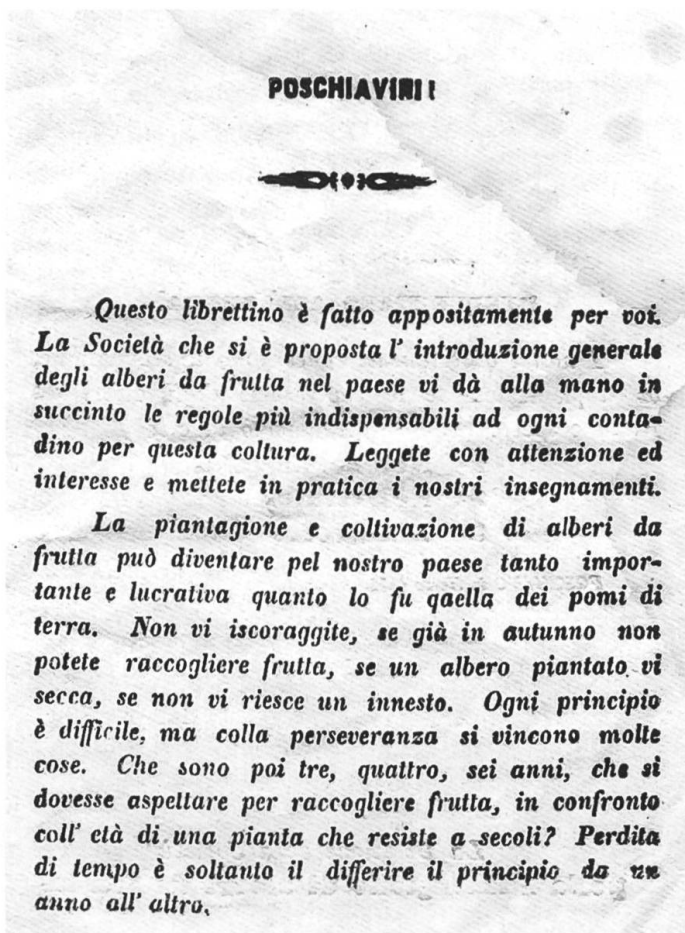 POSCHIAVINI!
Questo librettino è fatto appositamente per voi.
La Società che si è proposta l' introduzione generale
degli alberi da frutta nel paese vi dà alla mano in
succinto le regole più indispensabili ad ogni conta-
dino per questa coltura. Leggete con attenzione ed
interesse e mettete in pratica i nostri insegnamenti.
La piantagione e coltivazione di alberi da
frutta può diventare pel nostro paese tanto impor-
tante e lucrativa quanto lo fu qaella dei pomi di
terra. Non vi iscoraggite, se già in autunno non
potete raccogliere frutta, se un albero piantato vi
secca, se non vi riesce un innesto. Ogni principio
è difficile, ma colla perseveranza si vincono molte
cose. Che sono poi tre, quattro, sei anni, che si
dovesse aspettare per raccogliere frutta, in confronto
coll' età di una pianta che resiste a secoli? Perdita
di tempo è soltanto il differire il principio da un
anno all' altro.